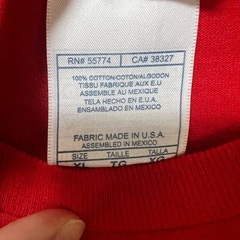 RN# 55774 CA# 38327
100% COTTON/COTON/ALGODON
TISSU FABRIQUE AUX E.U
ASSEMBLE AU MEXIQUE
TELA HECHO EN E.U.A.
ENSAMBLADO EN MEXICO
FABRIC MADE IN U.S.A.
ASSEMBLED IN MEXICO
SIZE TAILLE TALLA
XL TG XG